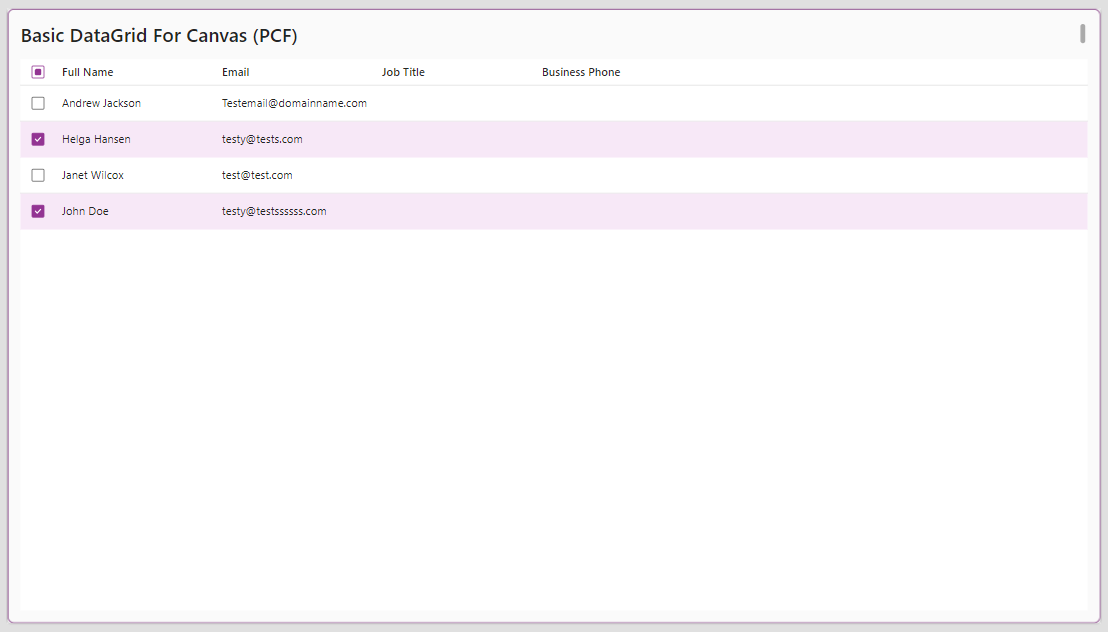 Basic DataGrid For Canvas (PCF)
Full Name Email Job Title Business Phone
Andrew Jackson Testemail@domainname.com
Helga Hansen testy@tests.com
Janet Wilcox test@test.com
John Doe testy@testssssss.com